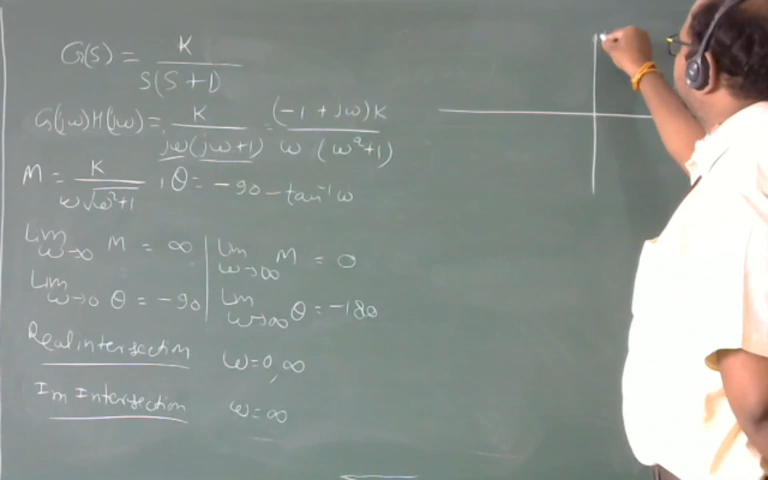 G(s) = K / s(s+1)
G(jω)H(jω) = K / jω(jω+1) = (-1+jω)K / ω (ω²+1)
M = K / ω√ω²+1 , θ = -90 - tan⁻¹ ω
Lim ω→0 M = ∞ | Lim ω→∞ M = 0
Lim ω→0 θ = -90 | Lim ω→∞ θ = -180
Real intersection ω=0,∞
Im Intersection ω=∞